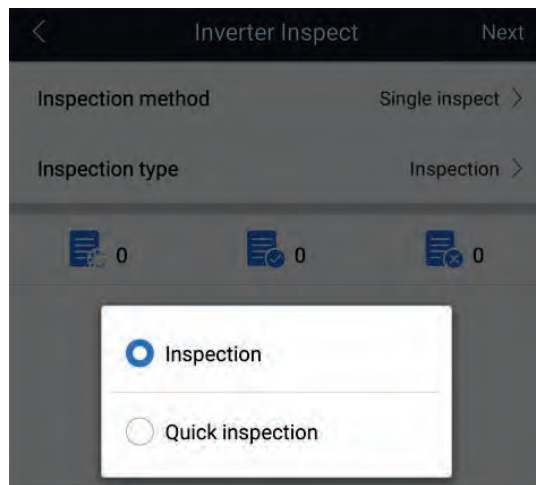 Inverter Inspect Next
Inspection method Single inspect
Inspection type Inspection
0 0 0
Inspection
Quick inspection